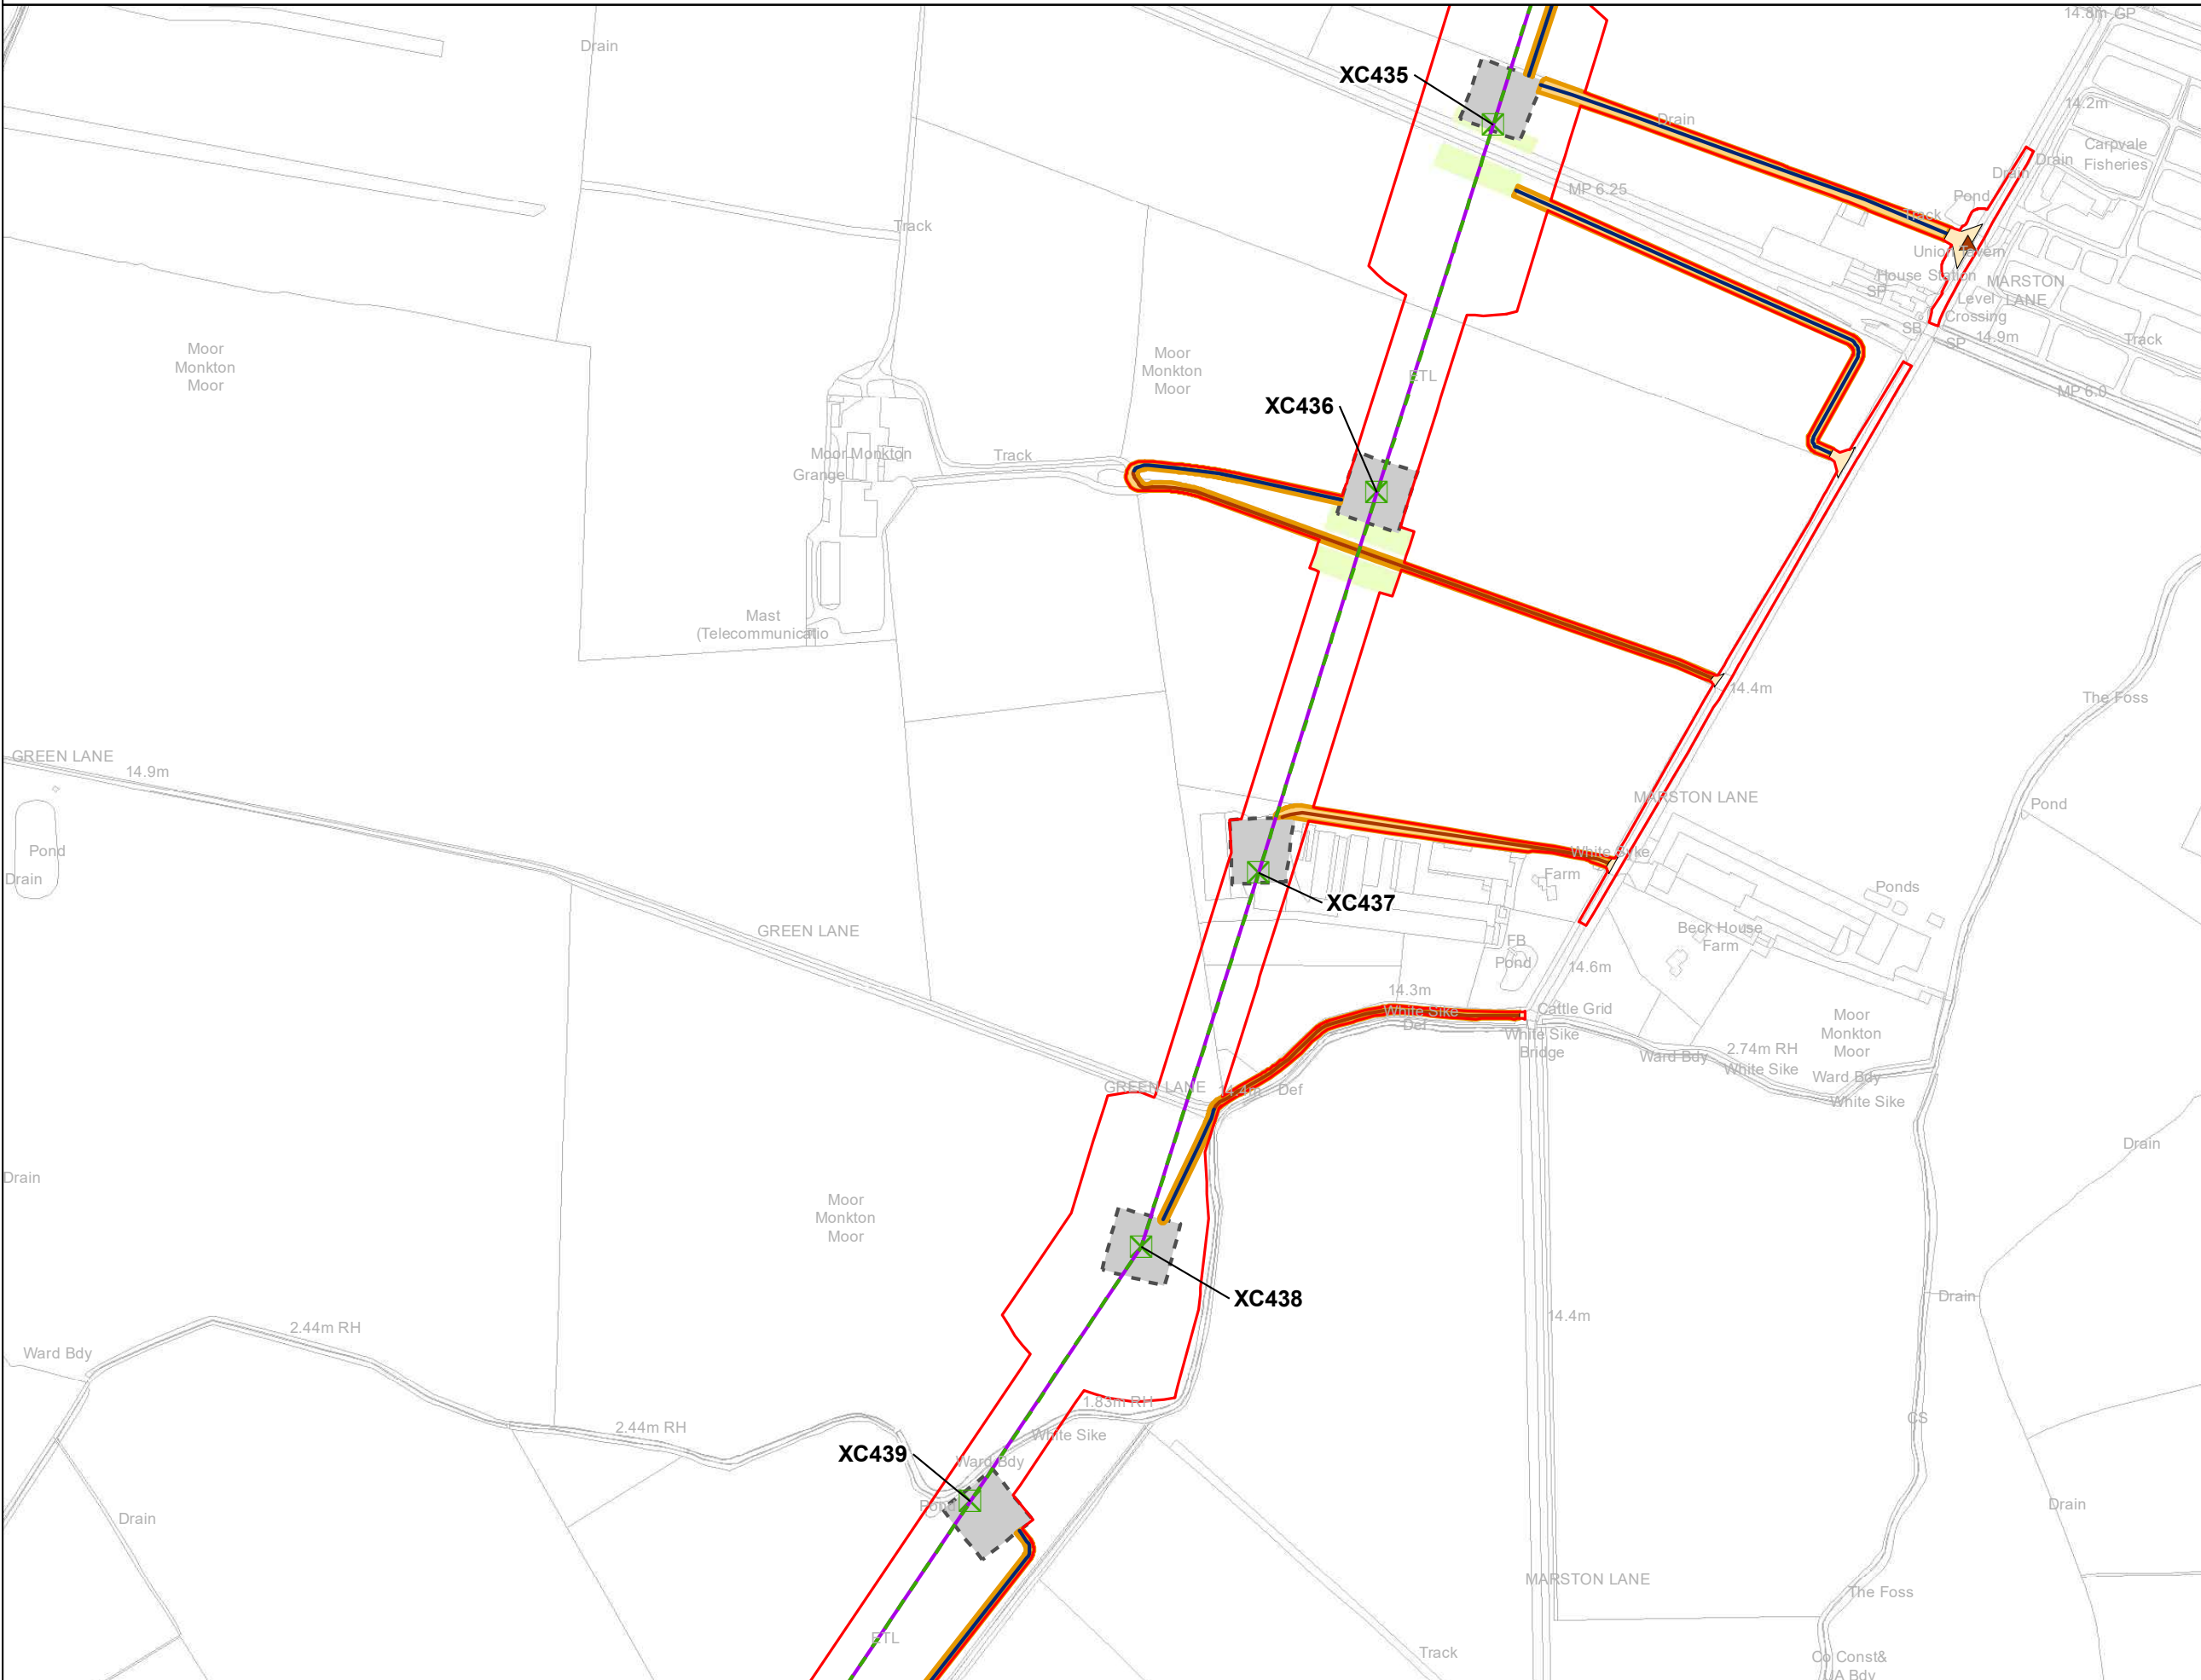 14.8m GP
Drain
XC435
14.2m
Drain
Carpvale
Fisheries
Drain
Drain
MP 6.25
Pond
Track
Track
Union Tavern
House Station
SP
MARSTON
LANE
Level
Crossing
SB
14.9m
SP
Track
Moor
Monkton
Moor
Moor
Monkton
Moor
ETL
MP 6.0
XC436
Moor Monkton
Grange
Track
Mast
(Telecommunicatio
14.4m
The Foss
GREEN LANE
14.9m
MARSTON LANE
Pond
Pond
Drain
White Syke
Farm
Ponds
XC437
GREEN LANE
Beck House
Farm
FB
Pond
14.6m
14.3m
White Sike
Def
Cattle Grid
White Sike
Bridge
Moor
Monkton
Moor
Ward Bdy
2.74m RH
White Sike
Ward Bdy
White Sike
GREEN LANE
14.4m
Def
Drain
Drain
Moor
Monkton
Moor
XC438
Drain
14.4m
2.44m RH
Ward Bdy
1.83m RH
CS
2.44m RH
White Sike
XC439
Ward Bdy
Pond
Drain
Drain
MARSTON LANE
The Foss
ETL
Track
Co Const&
UA Bdy